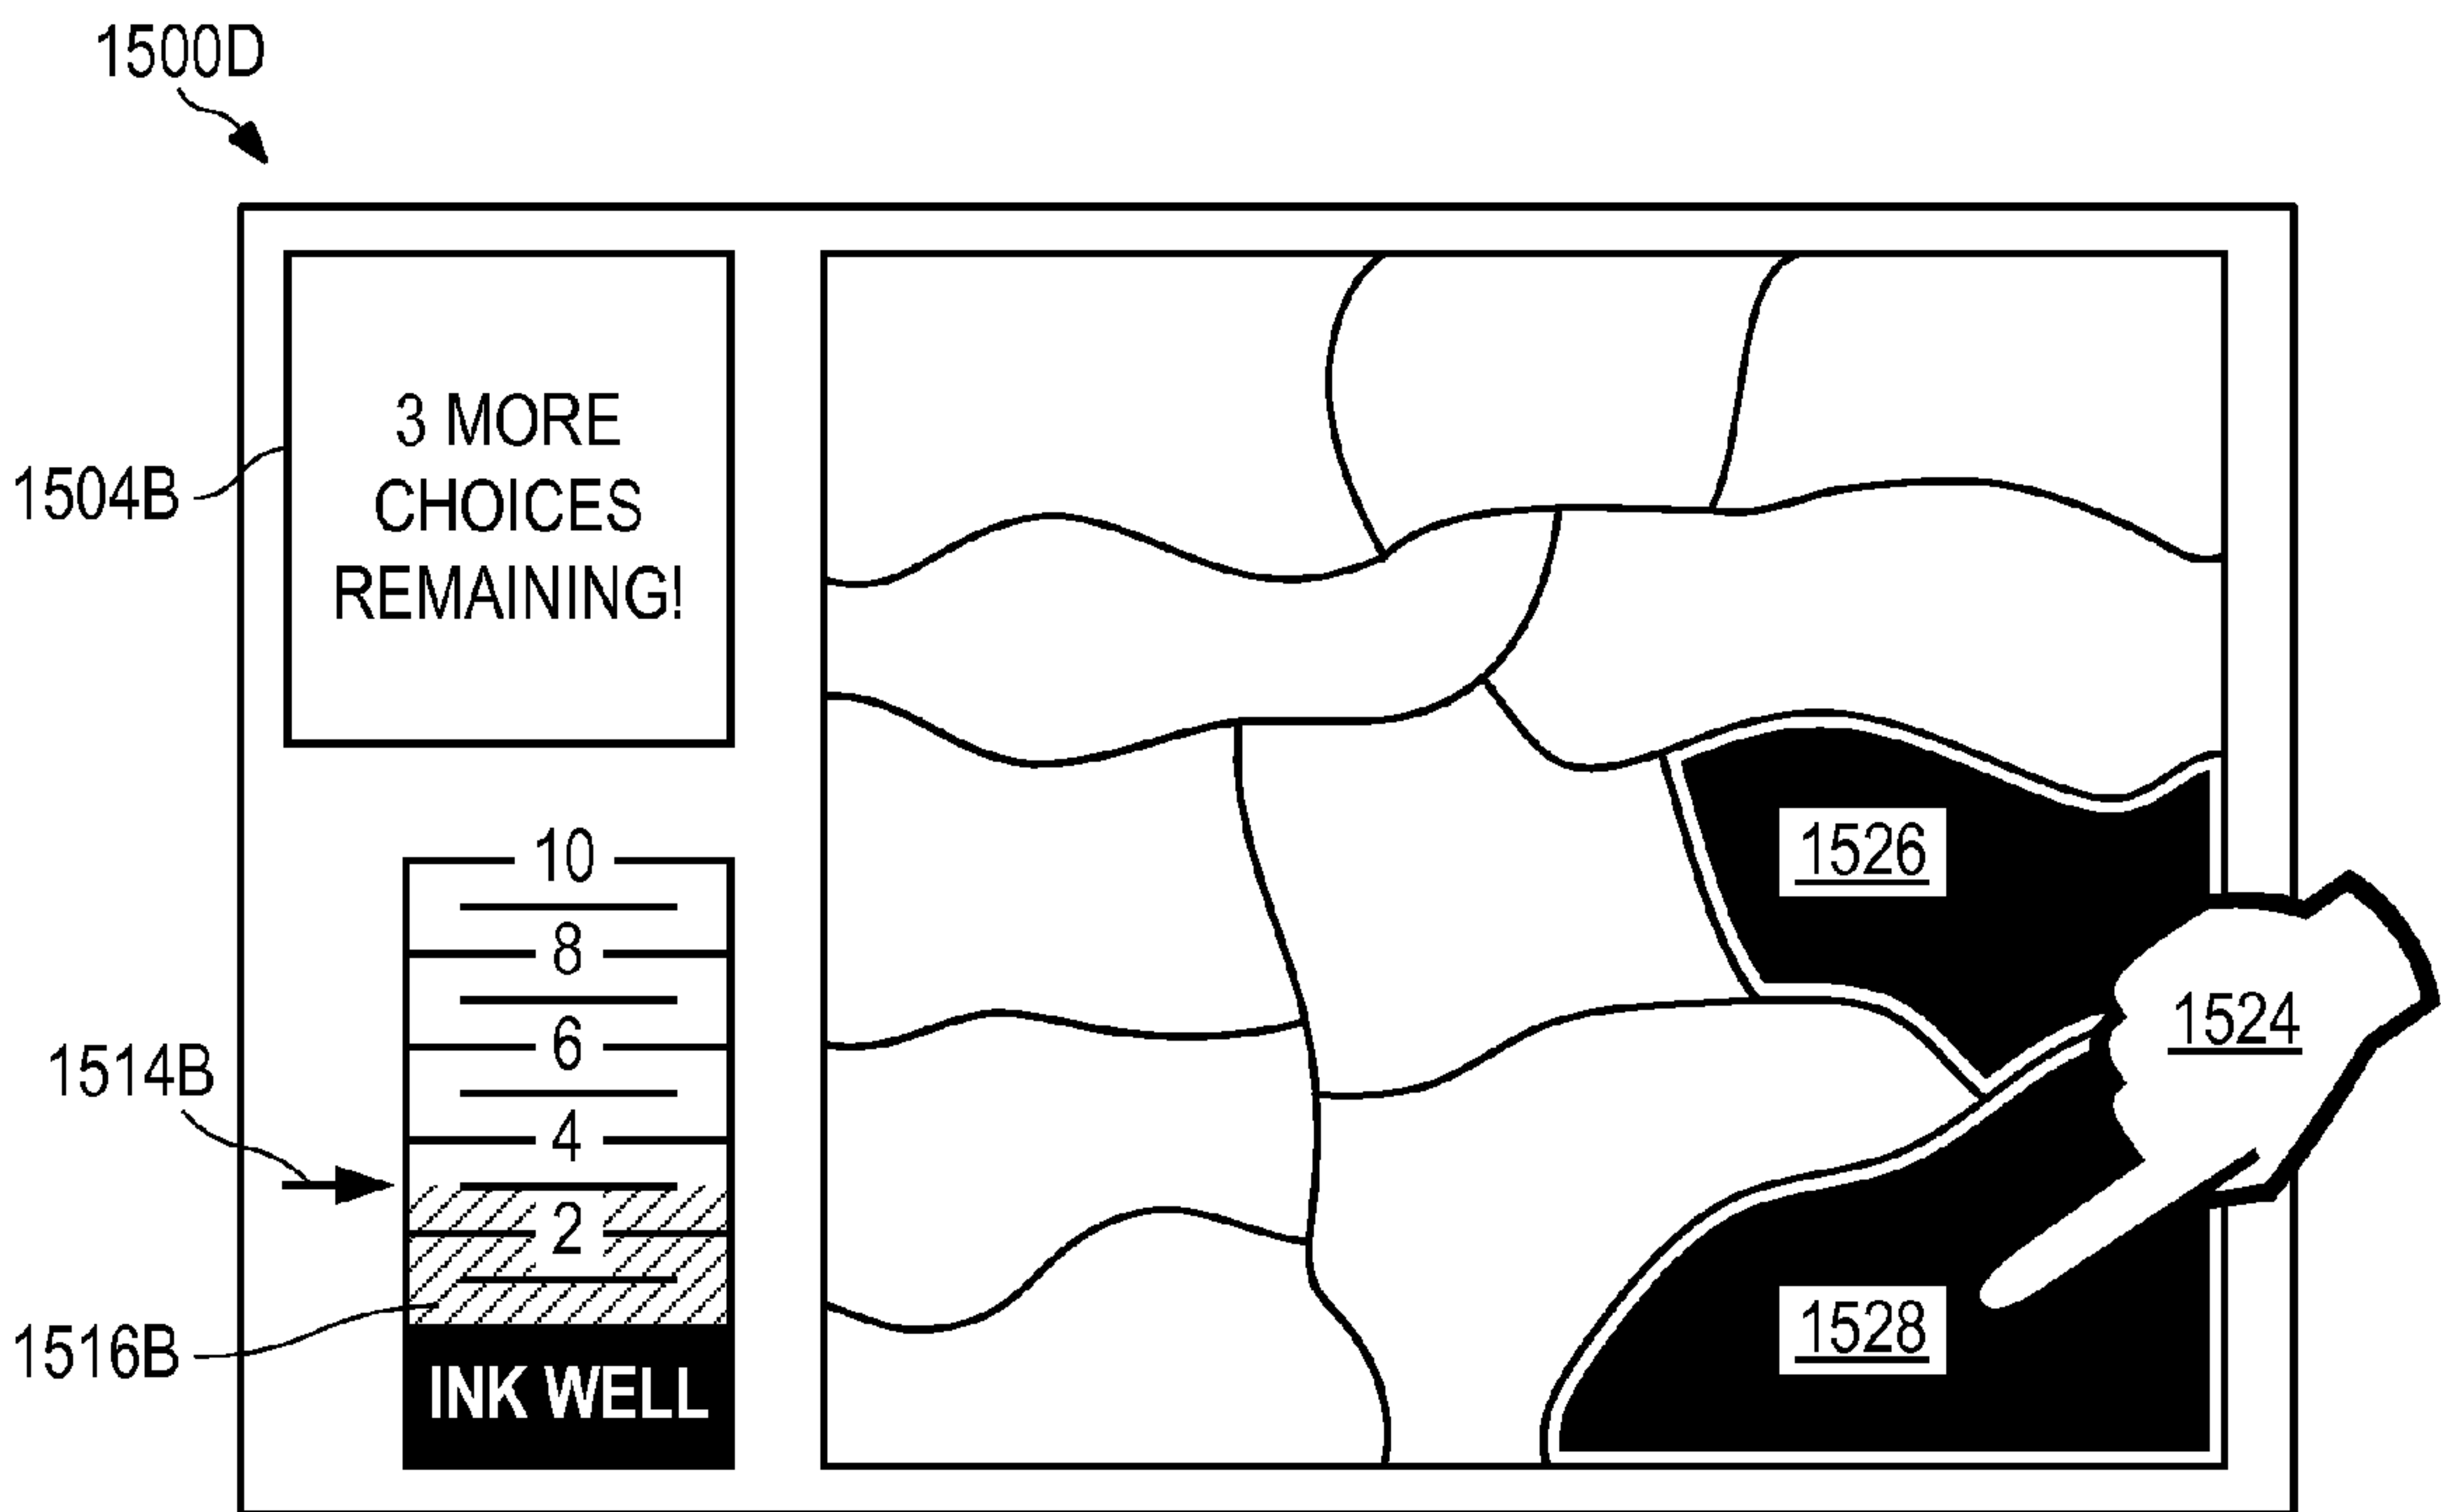 1500D
3 MORE
CHOICES
REMAINING!
1504B
10
8
6
4
2
INK WELL
1514B
1516B
1526
1524
1528